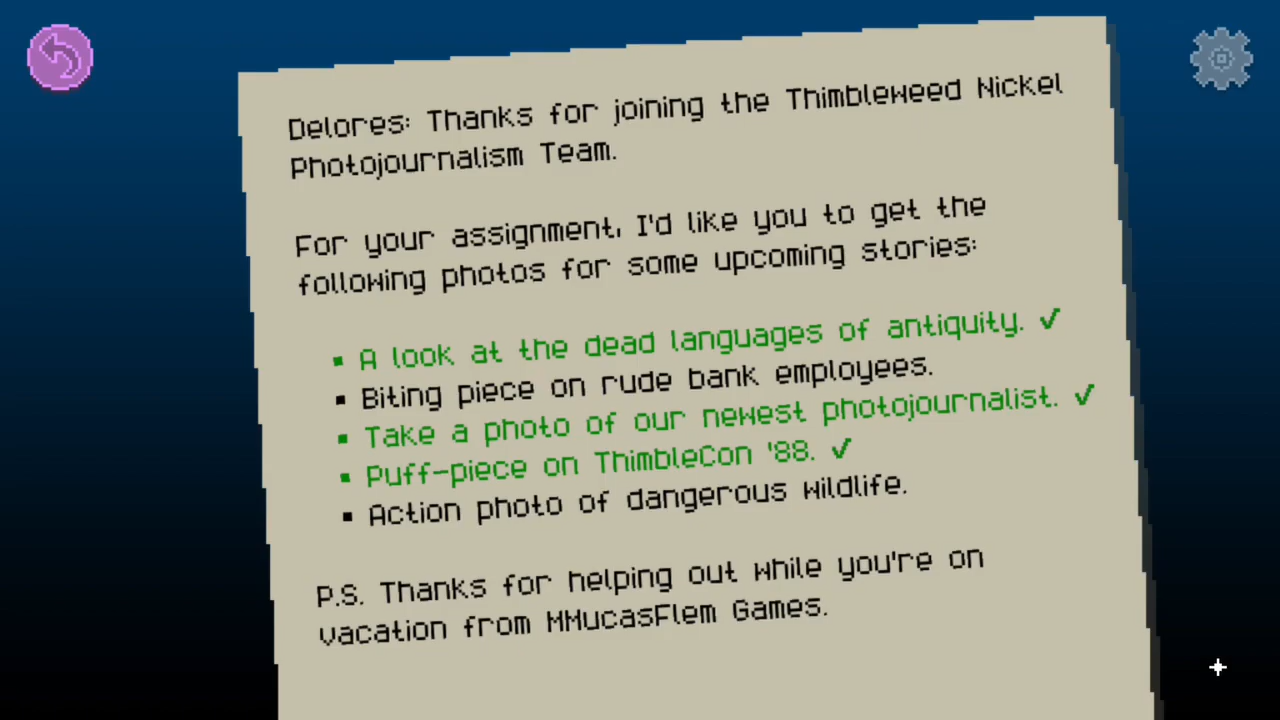 Delores: Thanks for joining the Thimbleweed Nickel
Photojournalism Team.
For your assignment, I'd like you to get the
following photos for some upcoming stories:
▪ A look at the dead languages of antiquity. ✓
▪ Biting piece on rude bank employees.
▪ Take a photo of our newest photojournalist. ✓
▪ Puff-piece on ThimbleCon '88. ✓
▪ Action photo of dangerous wildlife.
P.S. Thanks for helping out while you're on
vacation from MMucasFlem Games.